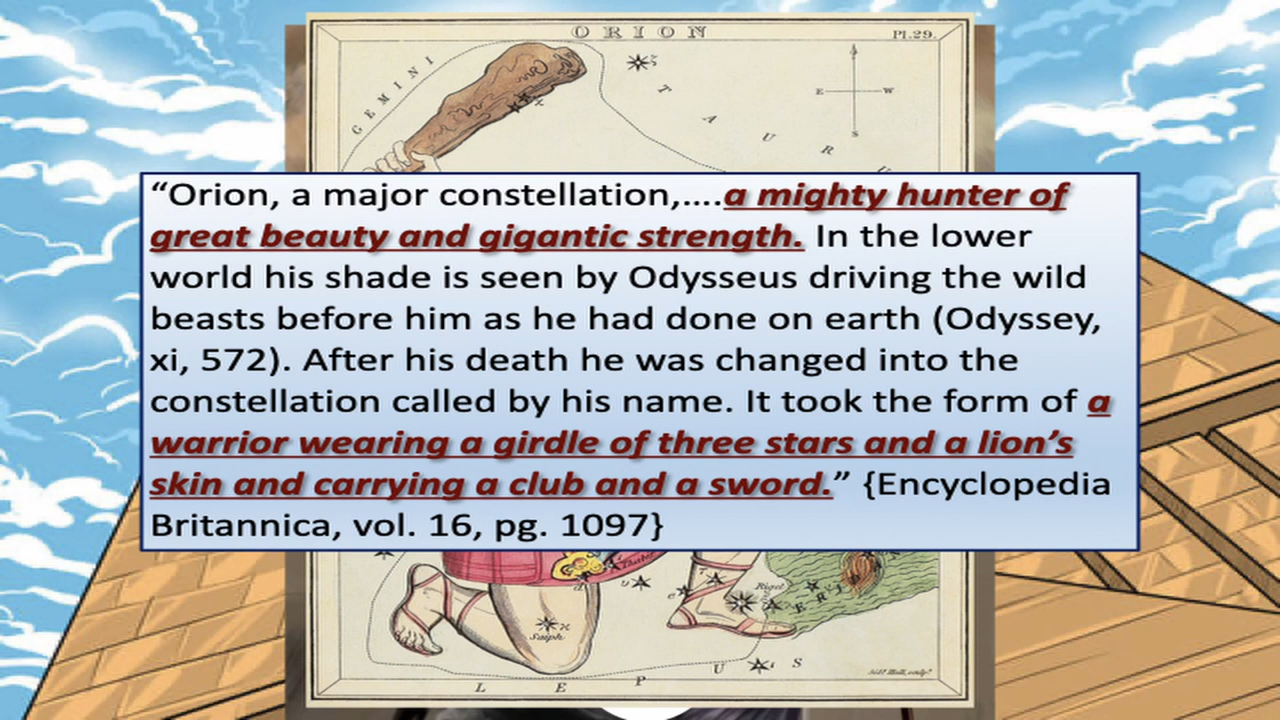 ORION
Pl.29.
GEMINI
TAURU
E W
S
“Orion, a major constellation,....a mighty hunter of
great beauty and gigantic strength. In the lower
world his shade is seen by Odysseus driving the wild
beasts before him as he had done on earth (Odyssey,
xi, 572). After his death he was changed into the
constellation called by his name. It took the form of a
warrior wearing a girdle of three stars and a lion’s
skin and carrying a club and a sword.” {Encyclopedia
Britannica, vol. 16, pg. 1097}
Rigel
Saiph
LEPUS